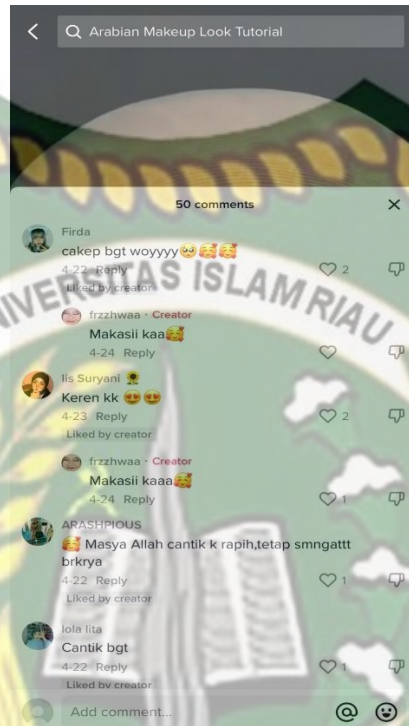 Arabian Makeup Look Tutorial
50 comments
Firda
cakep bgt woyyyy🥹🥰🥰
4-22 Reply
2
Liked by creator
UNIVERSITAS ISLAM RIAU
frzzhwaa · Creator
Makasii kaa🥰
4-24 Reply
Iis Suryani 🌻
Keren kk 😍😍
4-23 Reply
2
Liked by creator
frzzhwaa · Creator
Makasii kaaa🥰
4-24 Reply
1
ARASHPIOUS
🥰 Masya Allah cantik k rapih,tetap smngattt
brkrya
4-22 Reply
1
Liked by creator
lola lita
Cantik bgt
4-22 Reply
1
Liked by creator
Add comment...